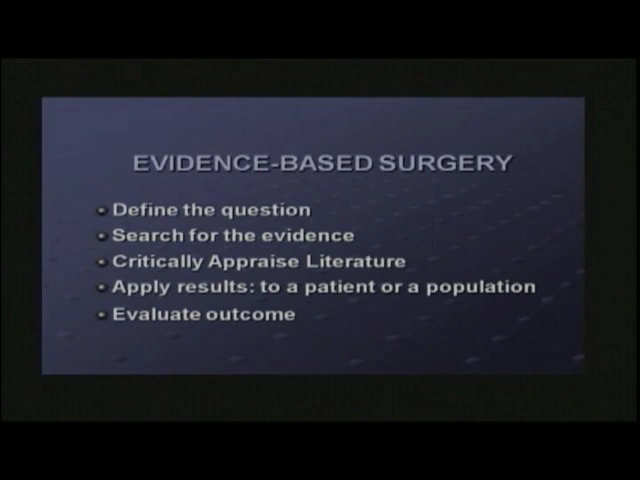 EVIDENCE-BASED SURGERY
Define the question
Search for the evidence
Critically Appraise Literature
Apply results: to a patient or a population
Evaluate outcome